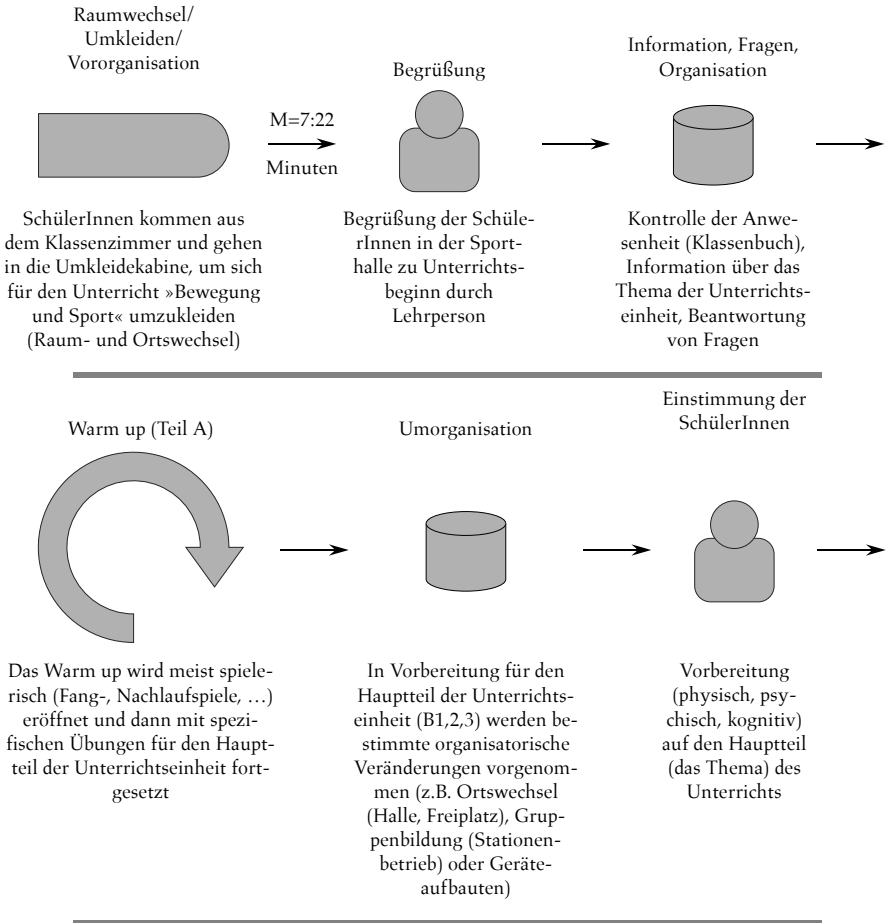 Raumwechsel/
Umkleiden/
Vororganisation
M=7:22
Minuten
SchülerInnen kommen aus
dem Klassenzimmer und gehen
in die Umkleidekabine, um sich
für den Unterricht »Bewegung
und Sport« umzukleiden
(Raum- und Ortswechsel)
Begrüßung
Begrüßung der Schüle-
rInnen in der Sport-
halle zu Unterrichts-
beginn durch
Lehrperson
Information, Fragen,
Organisation
Kontrolle der Anwe-
senheit (Klassenbuch),
Information über das
Thema der Unterrichts-
einheit, Beantwortung
von Fragen
Warm up (Teil A)
Das Warm up wird meist spiele-
risch (Fang-, Nachlaufspiele, …)
eröffnet und dann mit spezi-
fischen Übungen für den Haupt-
teil der Unterrichtseinheit fort-
gesetzt
Umorganisation
In Vorbereitung für den
Hauptteil der Unterrichts-
einheit (B1,2,3) werden be-
stimmte organisatorische
Veränderungen vorgenom-
men (z.B. Ortswechsel
(Halle, Freiplatz), Grup-
penbildung (Stationen-
betrieb) oder Geräte-
aufbauten)
Einstimmung der
SchülerInnen
Vorbereitung
(physisch, psy-
chisch, kognitiv)
auf den Hauptteil
(das Thema) des
Unterrichts